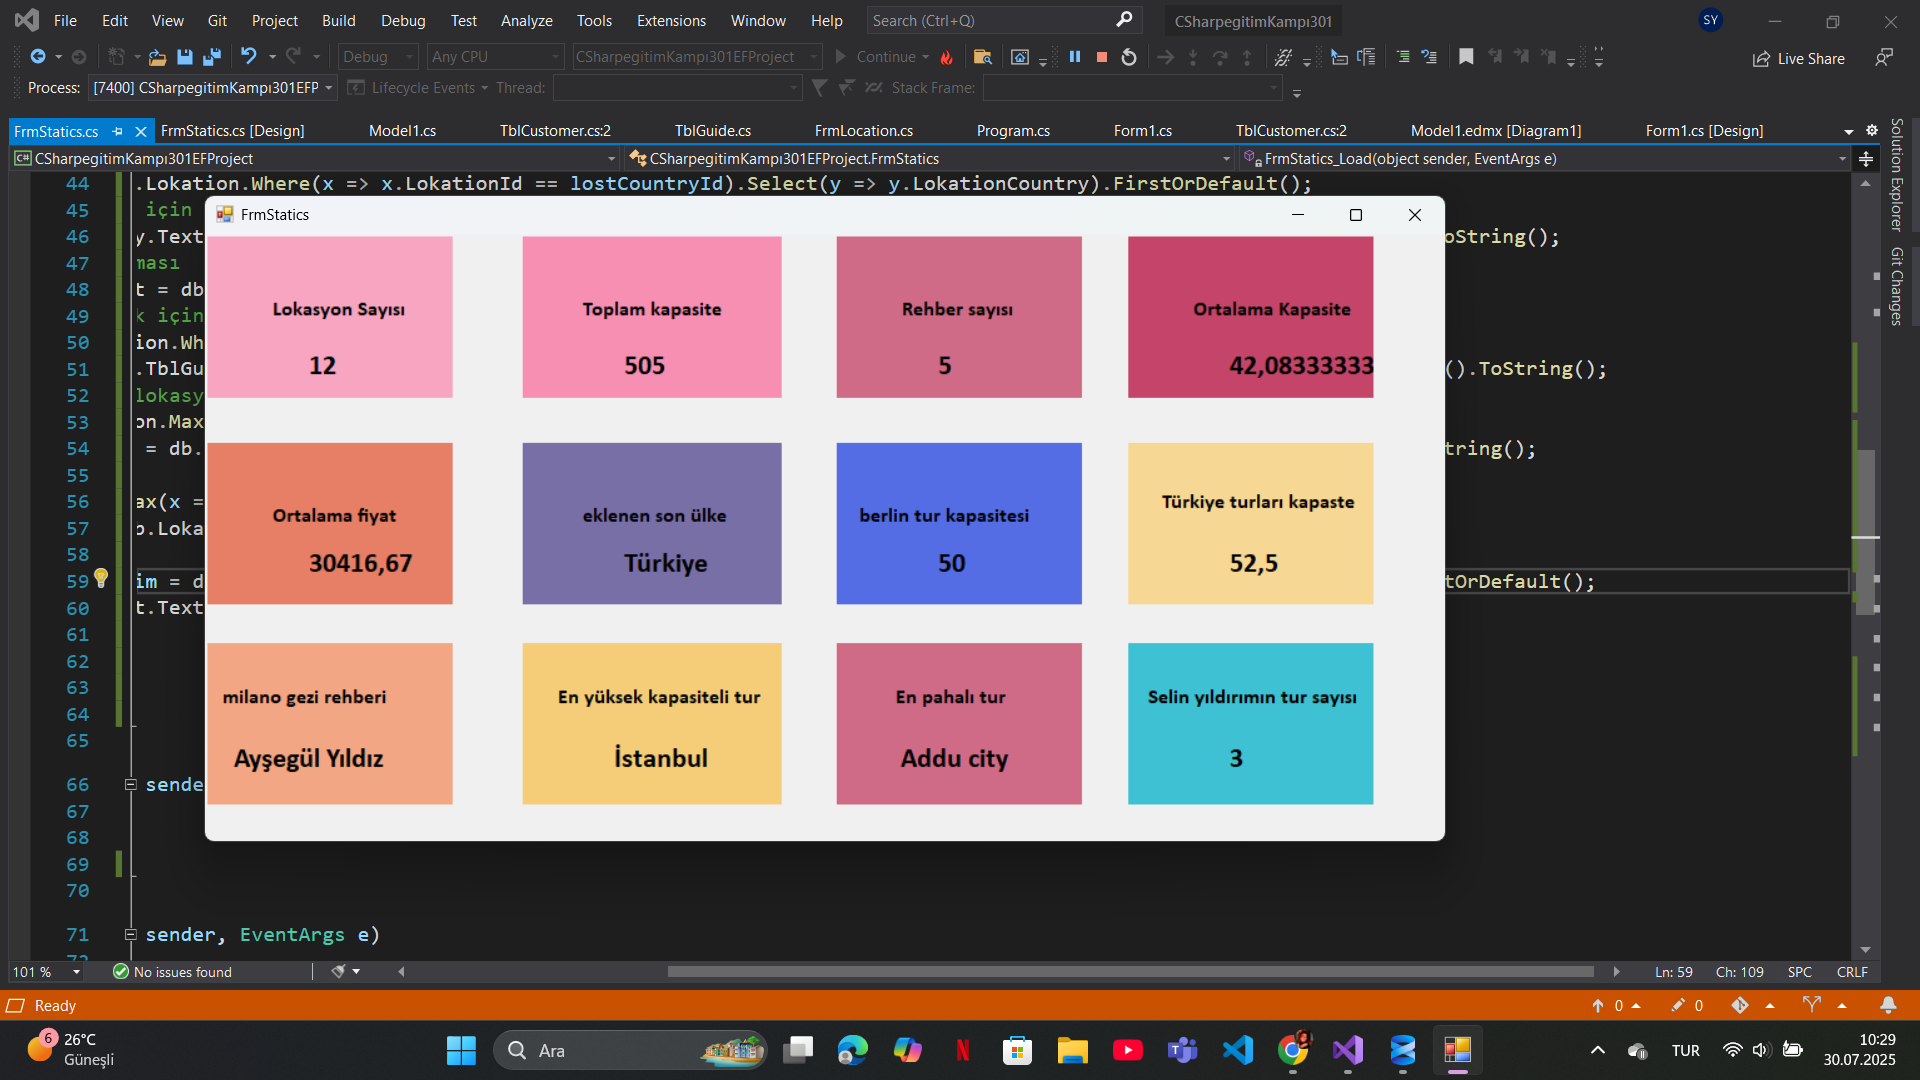 File Edit View Git Project Build Debug Test Analyze Tools Extensions Window Help Search (Ctrl+Q) CSharpegitimKampı301 SY
Debug Any CPU CSharpegitimKampı301EFProject Continue Live Share
Process: [7400] CSharpegitimKampı301EFP Lifecycle Events Thread: Stack Frame:
FrmStatics.cs FrmStatics.cs [Design] Model1.cs TblCustomer.cs:2 TblGuide.cs FrmLocation.cs Program.cs Form1.cs TblCustomer.cs:2 Model1.edmx [Diagram1] Form1.cs [Design]
CSharpegitimKampı301EFProject CSharpegitimKampı301EFProject.FrmStatics FrmStatics_Load(object sender, EventArgs e)
Solution Explorer
Git Changes
44 .Lokation.Where(x => x.LokationId == lostCountryId).Select(y => y.LokationCountry).FirstOrDefault();
45 için
46 y.Text oString();
47 ması
48 t = db
49 k için
50 ion.Wh
51 .TblGu ().ToString();
52 lokasy
53 on.Max
54 = db. tring();
55
56 ax(x =
57 b.Loka
58
59 im = d tOrDefault();
60 t.Text
61
62
63
64
65
66 sende
67
68
69
70
71 sender, EventArgs e)
FrmStatics
Lokasyon Sayısı
12
Toplam kapasite
505
Rehber sayısı
5
Ortalama Kapasite
42,08333333
Ortalama fiyat
30416,67
eklenen son ülke
Türkiye
berlin tur kapasitesi
50
Türkiye turları kapaste
52,5
milano gezi rehberi
Ayşegül Yıldız
En yüksek kapasiteli tur
İstanbul
En pahalı tur
Addu city
Selin yıldırımın tur sayısı
3
101 % No issues found Ln: 59 Ch: 109 SPC CRLF
Ready 0 0
6 26°C
Güneşli
Ara
TUR
10:29
30.07.2025